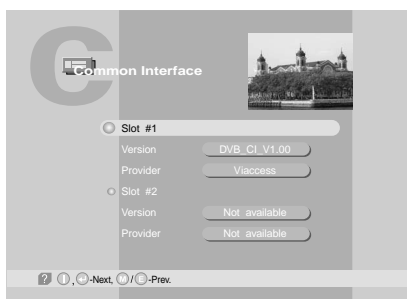 C
Common Interface
Slot #1
Version DVB_CI_V1.00
Provider Viaccess
Slot #2
Version Not available
Provider Not available
? i , -Next, M / E -Prev.